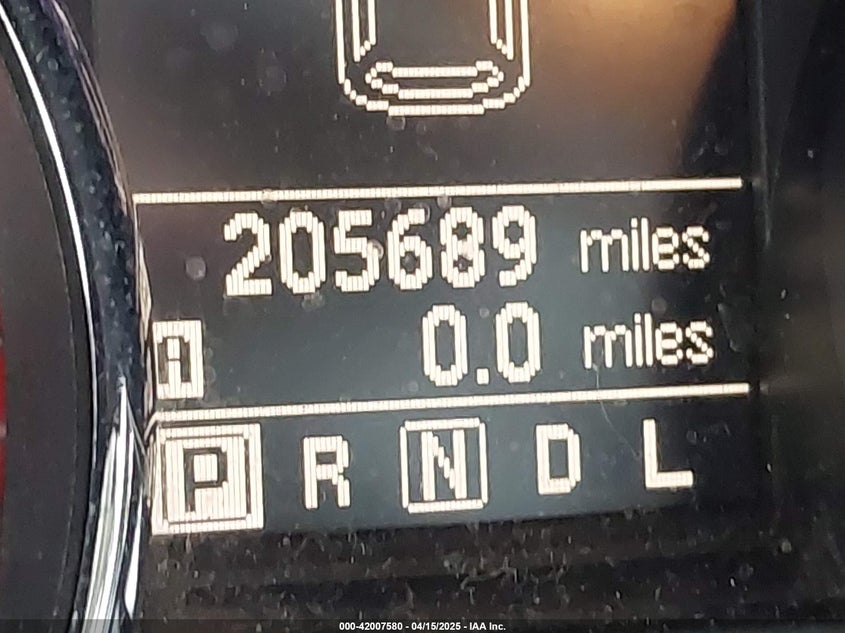 205689 miles
A 0.0 miles
P R N D L
000-42007580 - 04/15/2025 - IAA Inc.